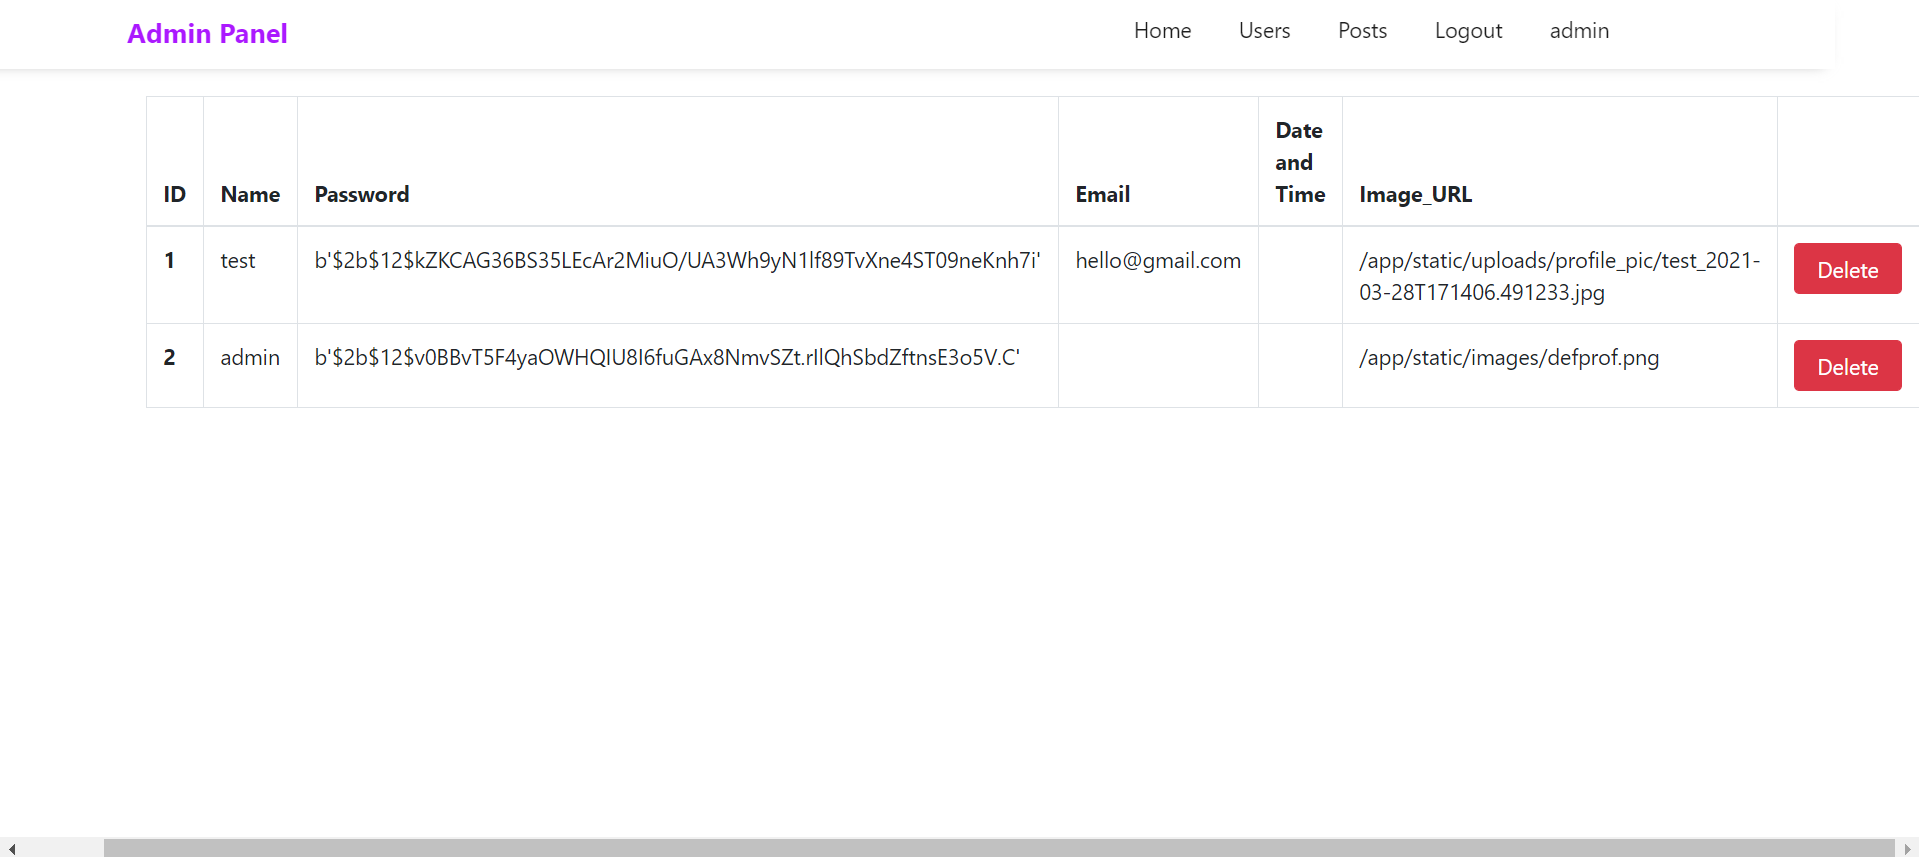 Admin Panel
Home Users Posts Logout admin
ID Name Password Email Date and Time Image_URL
1 test b'$2b$12$kZKCAG36BS35LEcAr2MiuO/UA3Wh9yN1lf89TvXne4ST09neKnh7i' hello@gmail.com /app/static/uploads/profile_pic/test_2021-
03-28T171406.491233.jpg
Delete
2 admin b'$2b$12$v0BBvT5F4yaOWHQIU8I6fuGAx8NmvSZt.rIlQhSbdZftnsE3o5V.C' /app/static/images/defprof.png
Delete